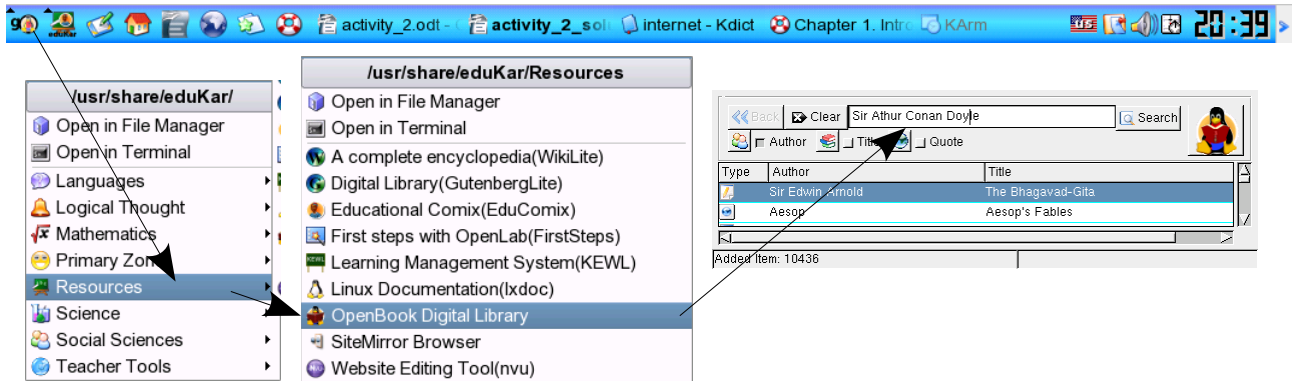 go eduKar activity_2.odt - activity_2_sol internet - Kdict Chapter 1. Intro KArm 20:39
/usr/share/eduKar/
Open in File Manager
Open in Terminal
Languages
Logical Thought
Mathematics
Primary Zone
Resources
Science
Social Sciences
Teacher Tools
/usr/share/eduKar/Resources
Open in File Manager
Open in Terminal
A complete encyclopedia(WikiLite)
Digital Library(GutenbergLite)
Educational Comix(EduComix)
First steps with OpenLab(FirstSteps)
Learning Management System(KEWL)
Linux Documentation(lxdoc)
OpenBook Digital Library
SiteMirror Browser
Website Editing Tool(nvu)
Back Clear Sir Athur Conan Doyle Search
Author Title Quote
Type Author Title
Sir Edwin Arnold The Bhagavad-Gita
Aesop Aesop's Fables
Added Item: 10436